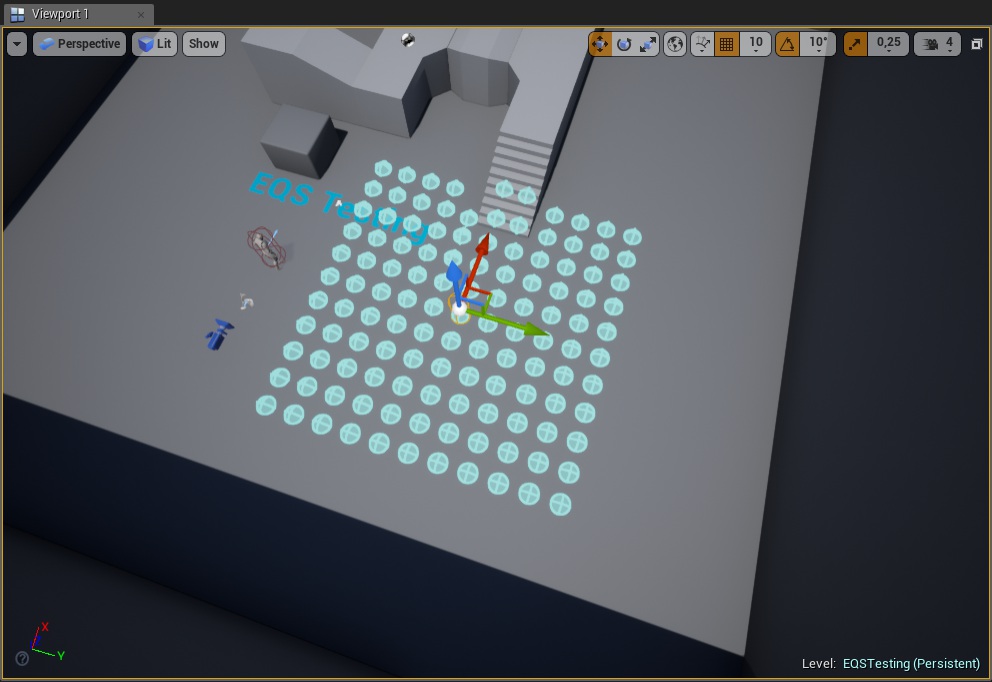 Viewport 1
Perspective Lit Show 10 10° 0,25 4
EQS Testing
X
Y
Level: EQSTesting (Persistent)